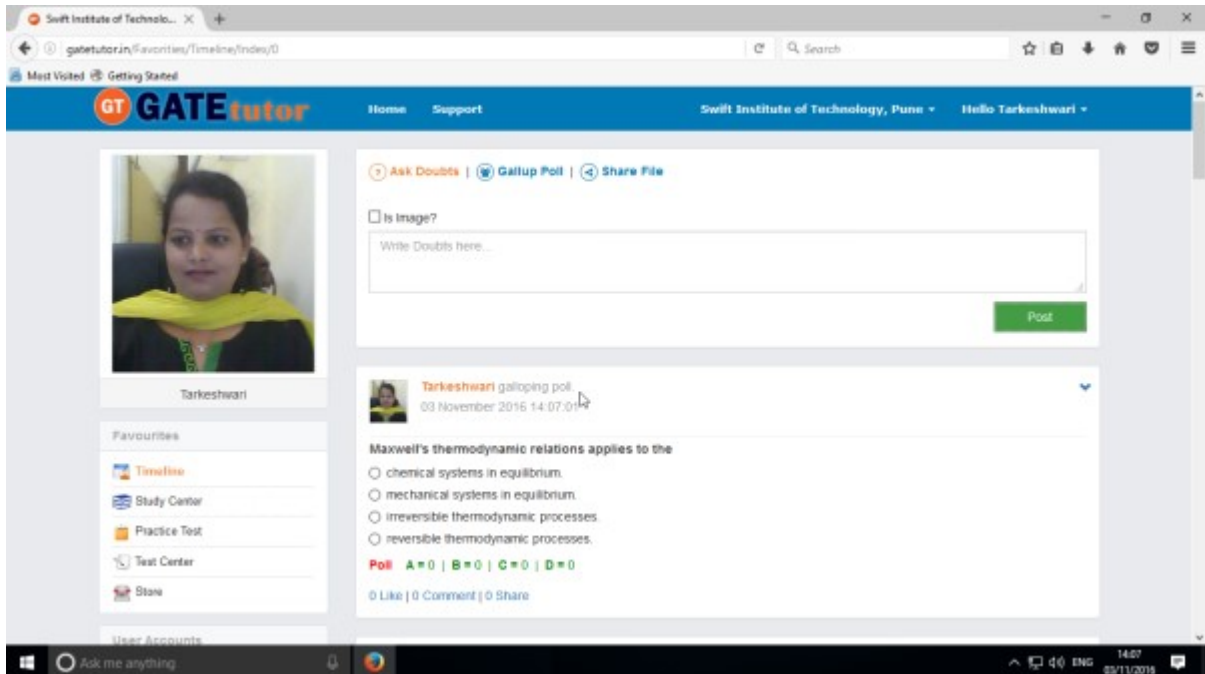 Swift Institute of Technolo...
gatetutor.in/Favorities/Timeline/Index/0
Search
Most Visited Getting Started
GT GATEtutor Home Support Swift Institute of Technology, Pune Hello Tarkeshwari
? Ask Doubts | Gallup Poll | Share File
Is Image?
Write Doubts here...
Post
Tarkeshwari
Favourites
Timeline
Study Center
Practice Test
Test Center
Store
User Accounts
Tarkeshwari galloping poll.
03 November 2016 14:07:01
Maxwell's thermodynamic relations applies to the
chemical systems in equilibrium.
mechanical systems in equilibrium.
irreversible thermodynamic processes.
reversible thermodynamic processes.
Poll A = 0 | B = 0 | C = 0 | D = 0
0 Like | 0 Comment | 0 Share
Ask me anything
ENG
14:07
03/11/2016